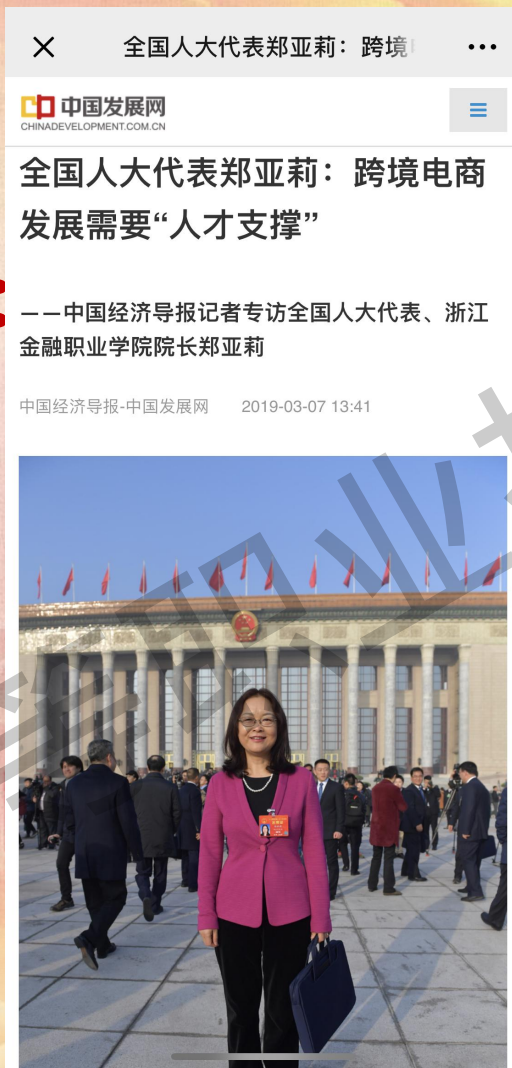 全国人大代表郑亚莉：跨境
中国发展网
CHINADEVELOPMENT.COM.CN
全国人大代表郑亚莉：跨境电商
发展需要“人才支撑”
——中国经济导报记者专访全国人大代表、浙江
金融职业学院院长郑亚莉
中国经济导报-中国发展网 2019-03-07 13:41
职业